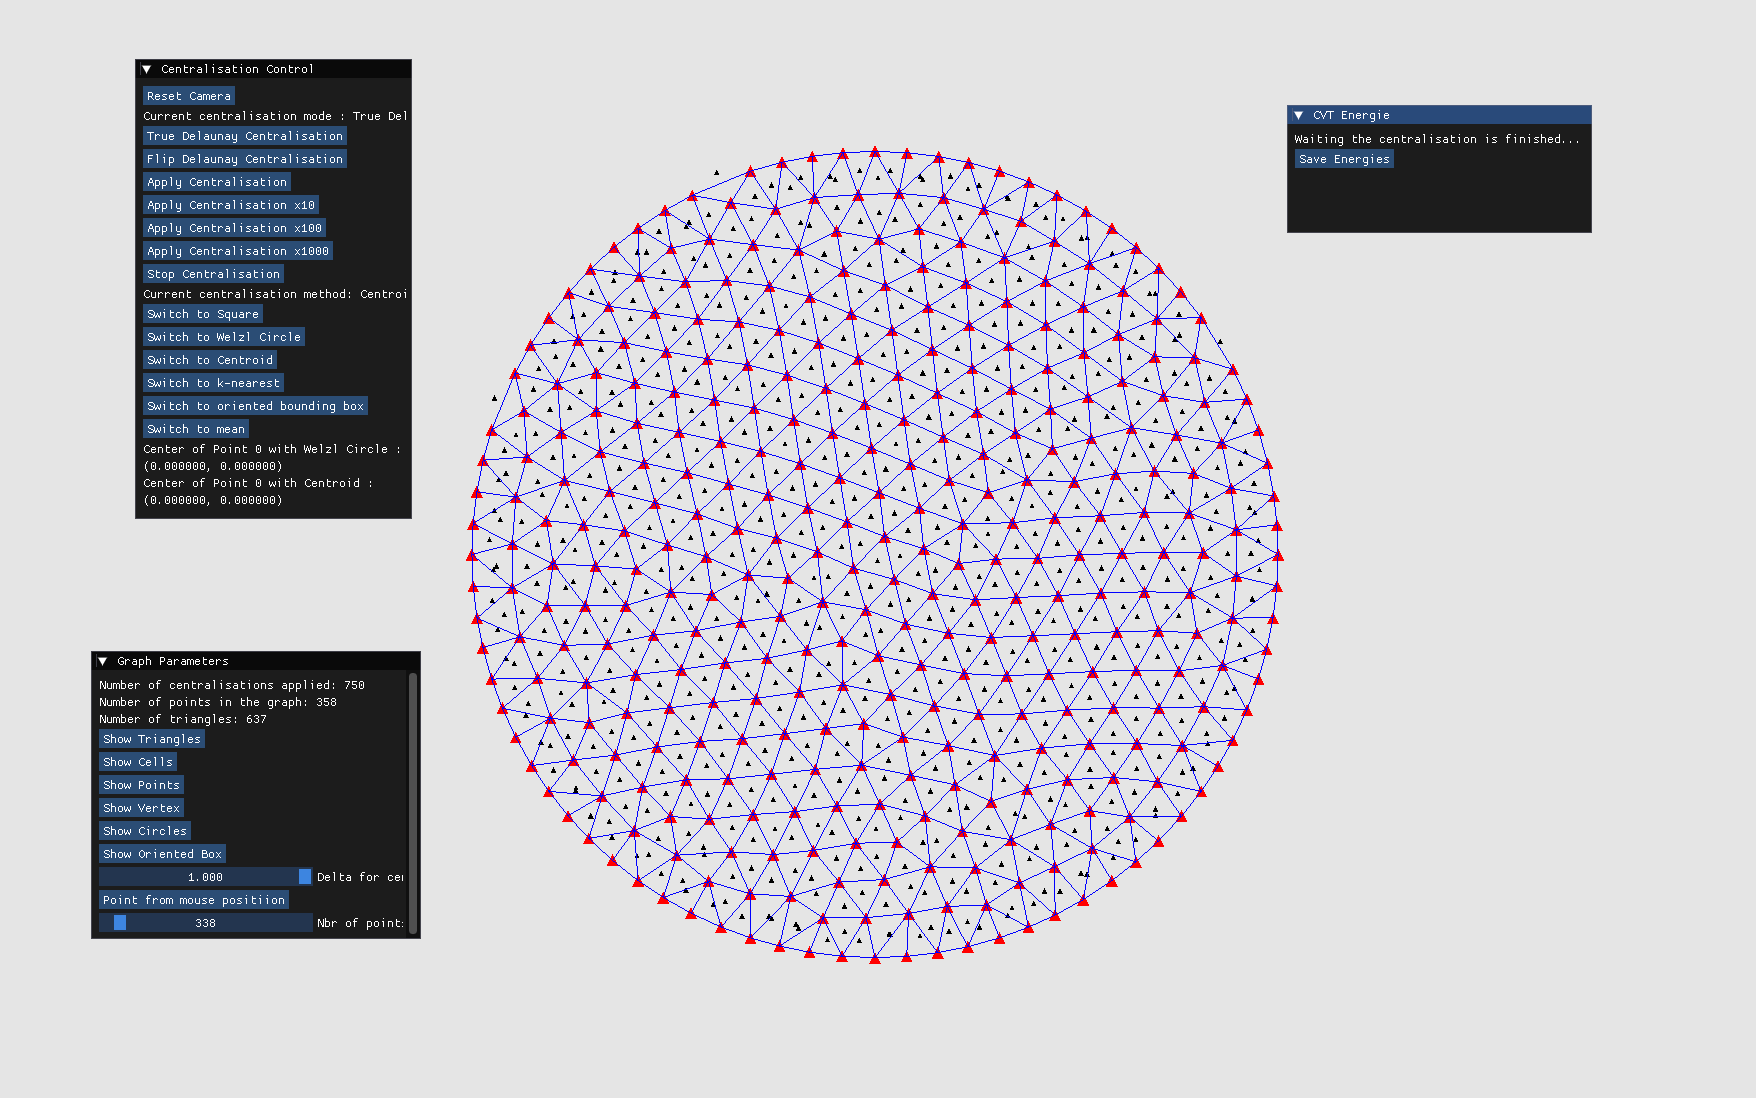 Centralisation Control
Reset Camera
Current centralisation mode : True Del
True Delaunay Centralisation
Flip Delaunay Centralisation
Apply Centralisation
Apply Centralisation x10
Apply Centralisation x100
Apply Centralisation x1000
Stop Centralisation
Current centralisation method: Centroi
Switch to Square
Switch to Welzl Circle
Switch to Centroid
Switch to k-nearest
Switch to oriented bounding box
Switch to mean
Center of Point 0 with Welzl Circle :
(0.000000, 0.000000)
Center of Point 0 with Centroid :
(0.000000, 0.000000)
CVT Energie
Waiting the centralisation is finished...
Save Energies
Graph Parameters
Number of centralisations applied: 750
Number of points in the graph: 358
Number of triangles: 637
Show Triangles
Show Cells
Show Points
Show Vertex
Show Circles
Show Oriented Box
1.000 Delta for cer
Point from mouse positiion
338 Nbr of point: